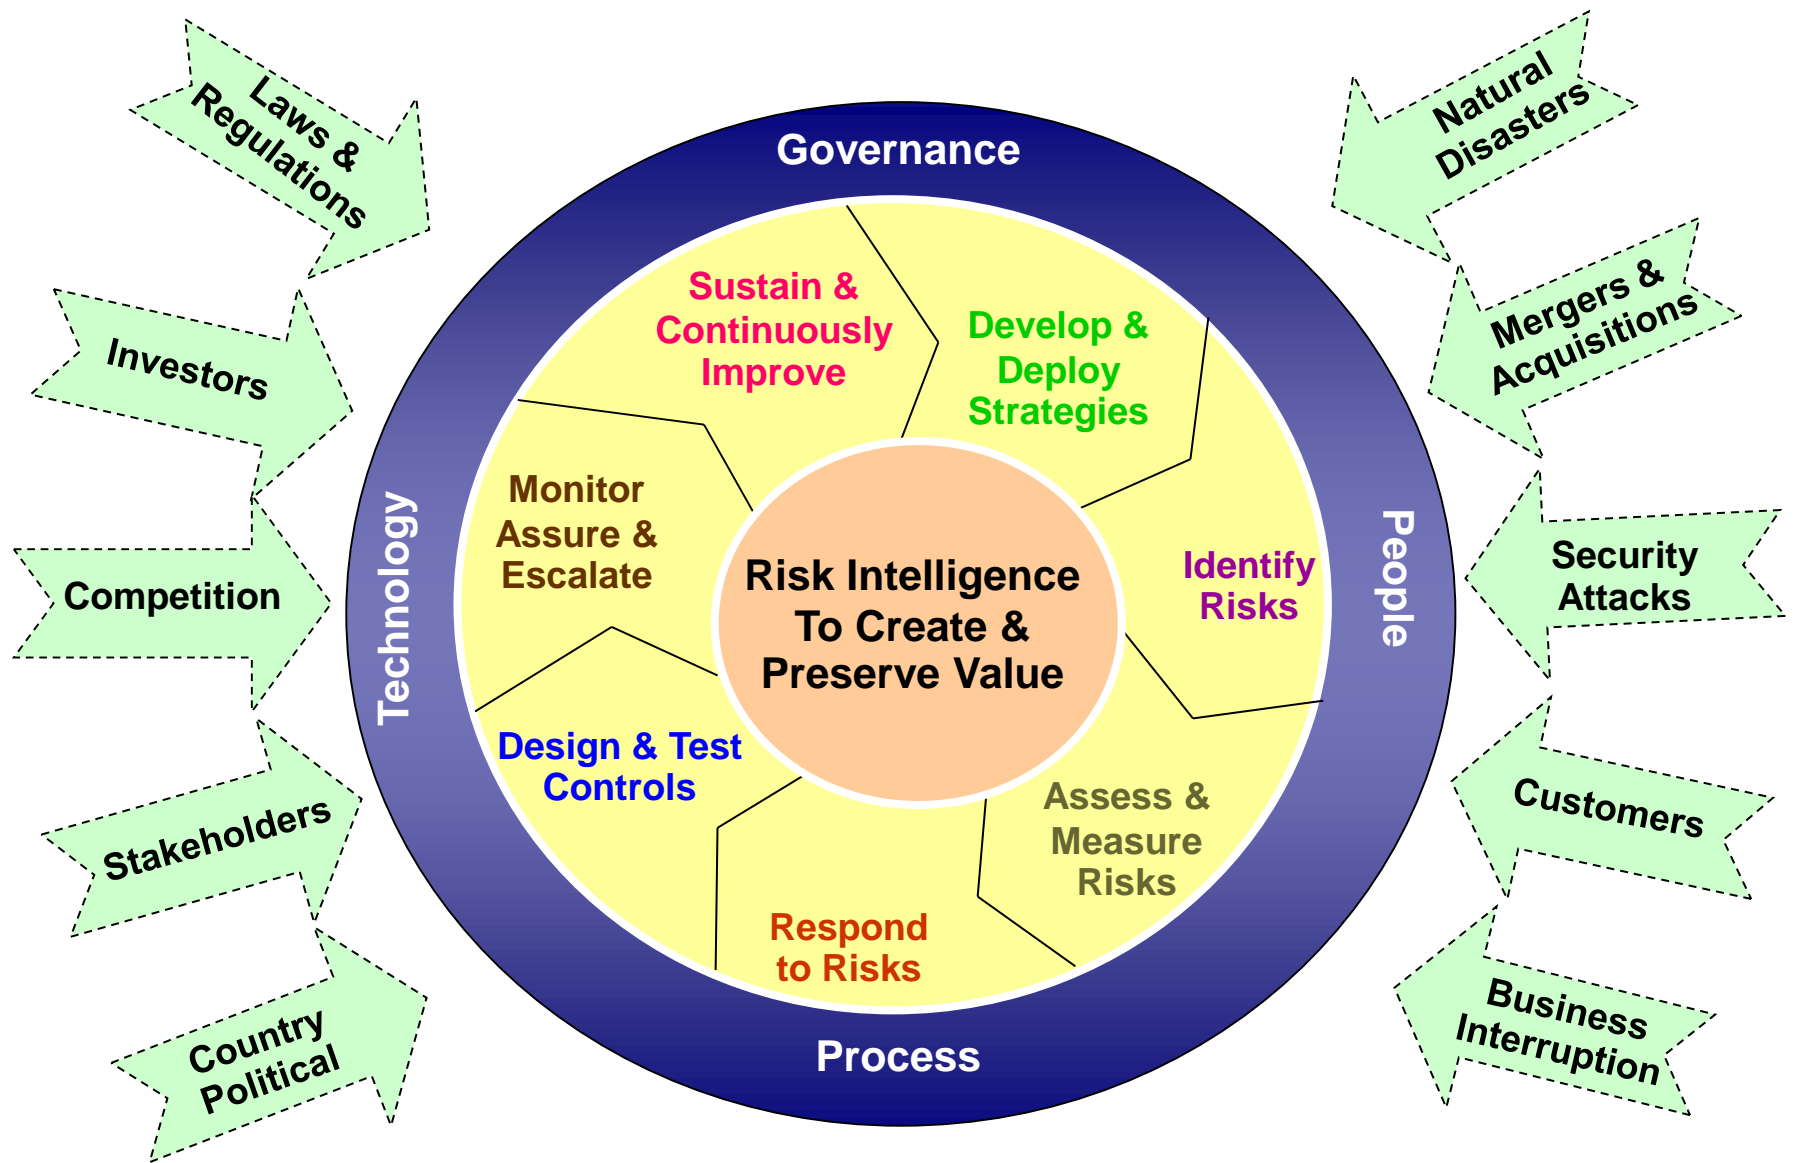 Laws &
Regulations
Investors
Competition
Stakeholders
Country
Political
Governance
Technology
People
Process
Sustain &
Continuously
Improve
Develop &
Deploy
Strategies
Identify
Risks
Assess &
Measure
Risks
Respond
to Risks
Design & Test
Controls
Monitor
Assure &
Escalate
Risk Intelligence
To Create &
Preserve Value
Natural
Disasters
Mergers &
Acquisitions
Security
Attacks
Customers
Business
Interruption